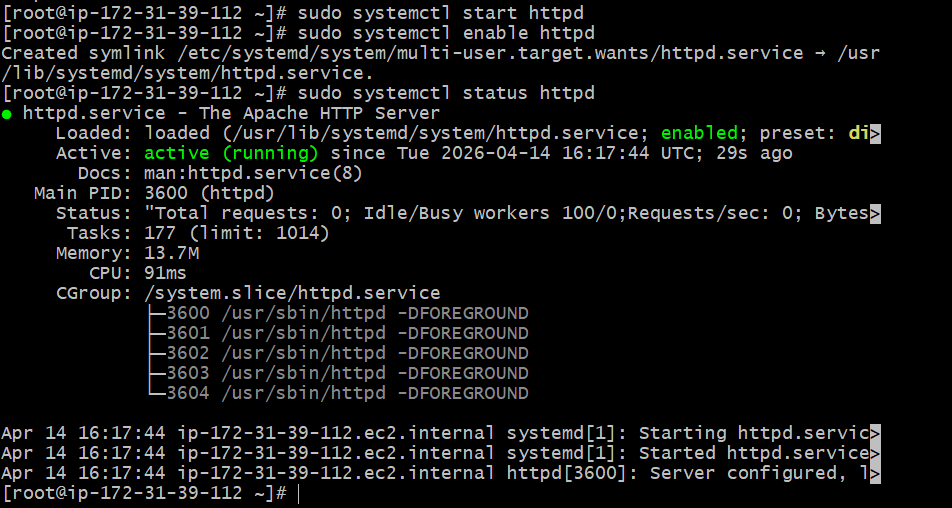 [root@ip-172-31-39-112 ~]# sudo systemctl start httpd
[root@ip-172-31-39-112 ~]# sudo systemctl enable httpd
Created symlink /etc/systemd/system/multi-user.target.wants/httpd.service → /usr
/lib/systemd/system/httpd.service.
[root@ip-172-31-39-112 ~]# sudo systemctl status httpd
● httpd.service - The Apache HTTP Server
     Loaded: loaded (/usr/lib/systemd/system/httpd.service; enabled; preset: di>
     Active: active (running) since Tue 2026-04-14 16:17:44 UTC; 29s ago
       Docs: man:httpd.service(8)
   Main PID: 3600 (httpd)
     Status: "Total requests: 0; Idle/Busy workers 100/0;Requests/sec: 0; Bytes>
      Tasks: 177 (limit: 1014)
     Memory: 13.7M
        CPU: 91ms
     CGroup: /system.slice/httpd.service
             ├─3600 /usr/sbin/httpd -DFOREGROUND
             ├─3601 /usr/sbin/httpd -DFOREGROUND
             ├─3602 /usr/sbin/httpd -DFOREGROUND
             ├─3603 /usr/sbin/httpd -DFOREGROUND
             └─3604 /usr/sbin/httpd -DFOREGROUND

Apr 14 16:17:44 ip-172-31-39-112.ec2.internal systemd[1]: Starting httpd.servic>
Apr 14 16:17:44 ip-172-31-39-112.ec2.internal systemd[1]: Started httpd.service>
Apr 14 16:17:44 ip-172-31-39-112.ec2.internal httpd[3600]: Server configured, l>
[root@ip-172-31-39-112 ~]#